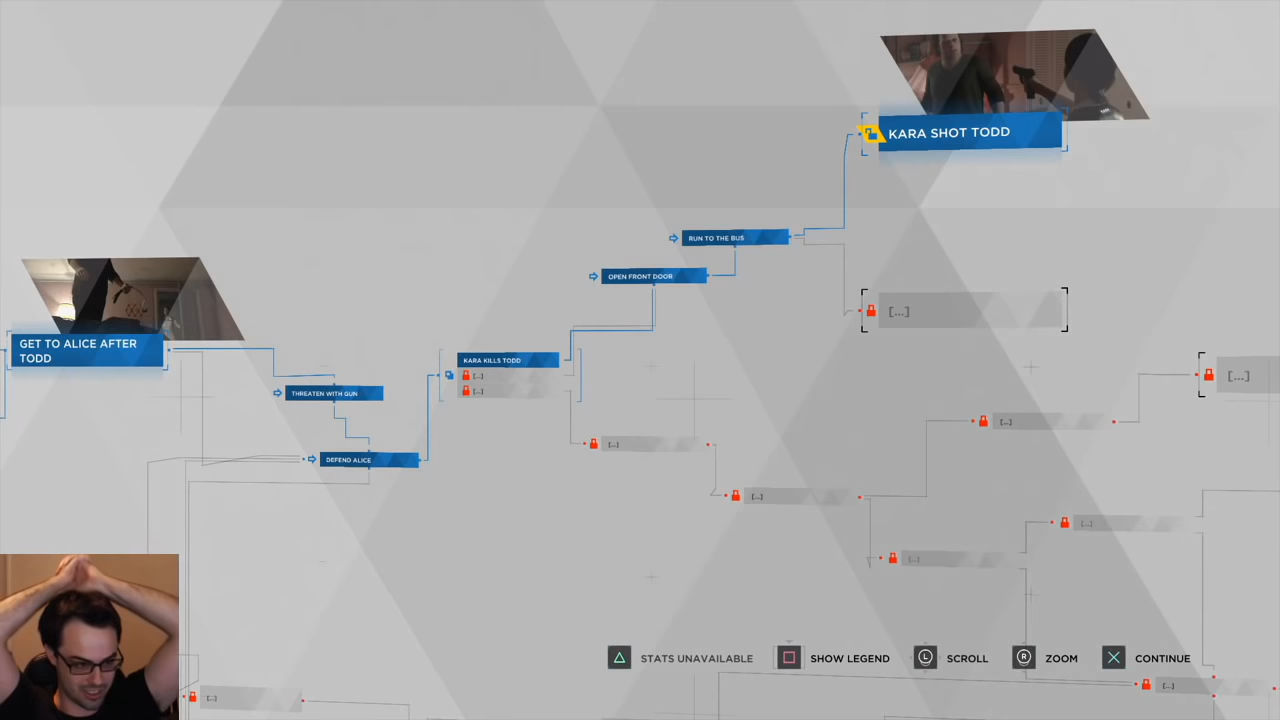 KARA SHOT TODD
RUN TO THE BUS
OPEN FRONT DOOR
[...]
GET TO ALICE AFTER
TODD
KARA KILLS TODD
[...]
[...]
[...]
THREATEN WITH GUN
[...]
[...]
DEFEND ALICE
[...]
[...]
[...]
STATS UNAVAILABLE
SHOW LEGEND
L
SCROLL
R
ZOOM
CONTINUE
[...]
[...]